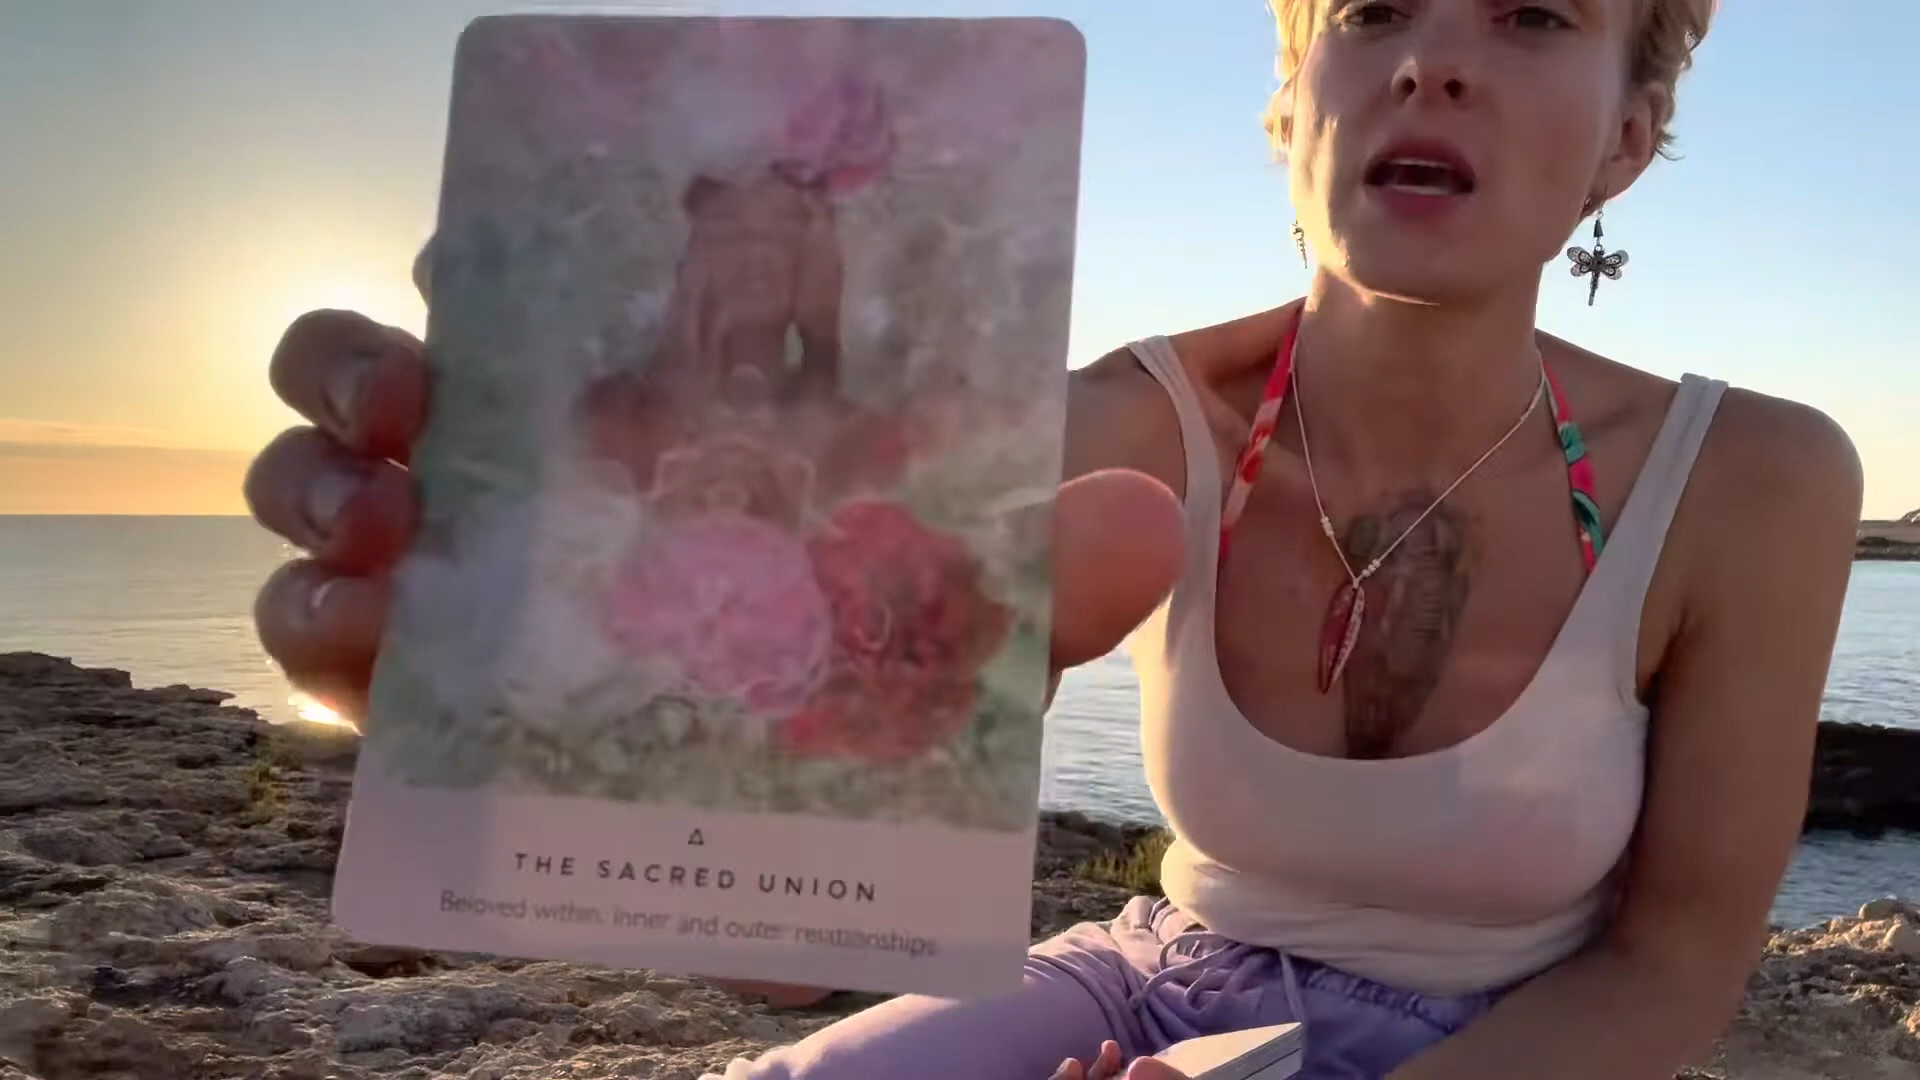 THE SACRED UNION
Beloved within. Inner and outer relationships